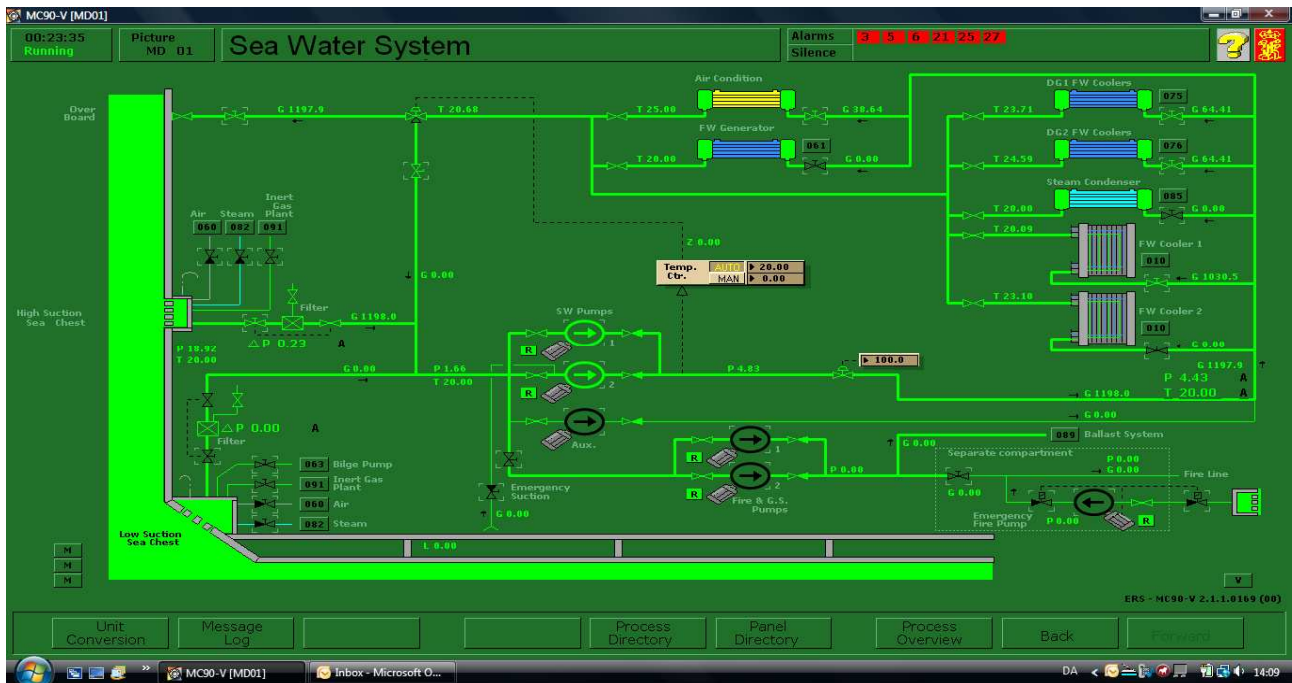 MC90-V [MD01]
00:23:35
Running
Picture
MD 01
Sea Water System
Alarms 3 5 6 21 25 27
Silence
Over
Board
G 1197.9
T 20.68
Air Condition
T 25.00
G 38.64
FW Generator
061
T 20.00
G 0.00
DG1 FW Coolers
075
T 23.71
G 64.41
DG2 FW Coolers
076
T 24.59
G 64.41
Steam Condenser
085
T 20.00
G 0.00
T 20.09
FW Cooler 1
010
G 1030.5
T 23.10
FW Cooler 2
010
G 0.00
G 1197.9
P 4.43 A
T 20.00 A
Inert
Gas
Plant
Air Steam
060 082 091
Z 0.00
Temp.
Ctr.
AUTO 20.00
MAN 0.00
G 0.00
High Suction
Sea Chest
Filter
G 1198.0
P 18.92
T 20.00
△P 0.23 A
SW Pumps
R 1
G 0.00
P 1.66
T 20.00
P 4.83
100.0
R 2
G 1198.0
G 0.00
△P 0.00 A
Filter
Aux.
089 Ballast System
063 Bilge Pump
091 Inert Gas
Plant
060 Air
082 Steam
Emergency
Suction
G 0.00
R 1
R 2
Fire & G.S.
Pumps
P 0.00
G 0.00
Separate compartment
P 0.00
G 0.00
Fire Line
G 0.00
Emergency
Fire Pump
P 0.00
R
Low Suction
Sea Chest
L 0.00
M
M
M
V
ERS - MC90-V 2.1.1.0169 (00)
Unit
Conversion
Message
Log
Process
Directory
Panel
Directory
Process
Overview
Back
Forward
MC90-V [MD01]
Inbox - Microsoft O...
DA
14:09